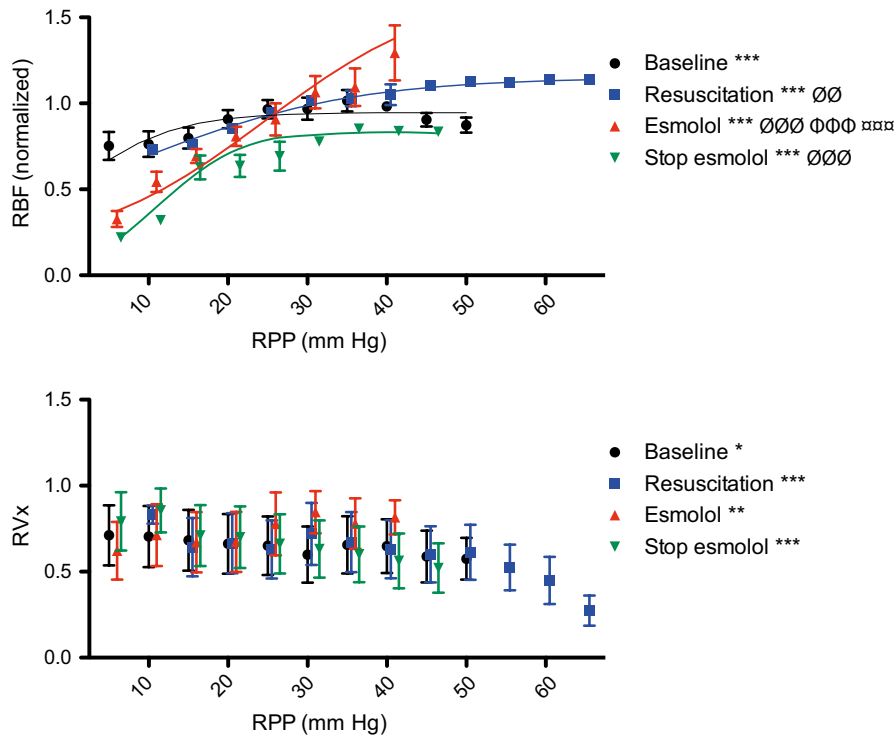 1.5
1.0
0.5
0.0
RBF (normalized)
10
20
30
40
50
60
RPP (mm Hg)
Baseline ***
Resuscitation *** ØØ
Esmolol *** ØØØ ΦΦΦ ¤¤¤
Stop esmolol *** ØØØ
1.5
1.0
0.5
0.0
RVx
10
20
30
40
50
60
RPP (mm Hg)
Baseline *
Resuscitation ***
Esmolol **
Stop esmolol ***